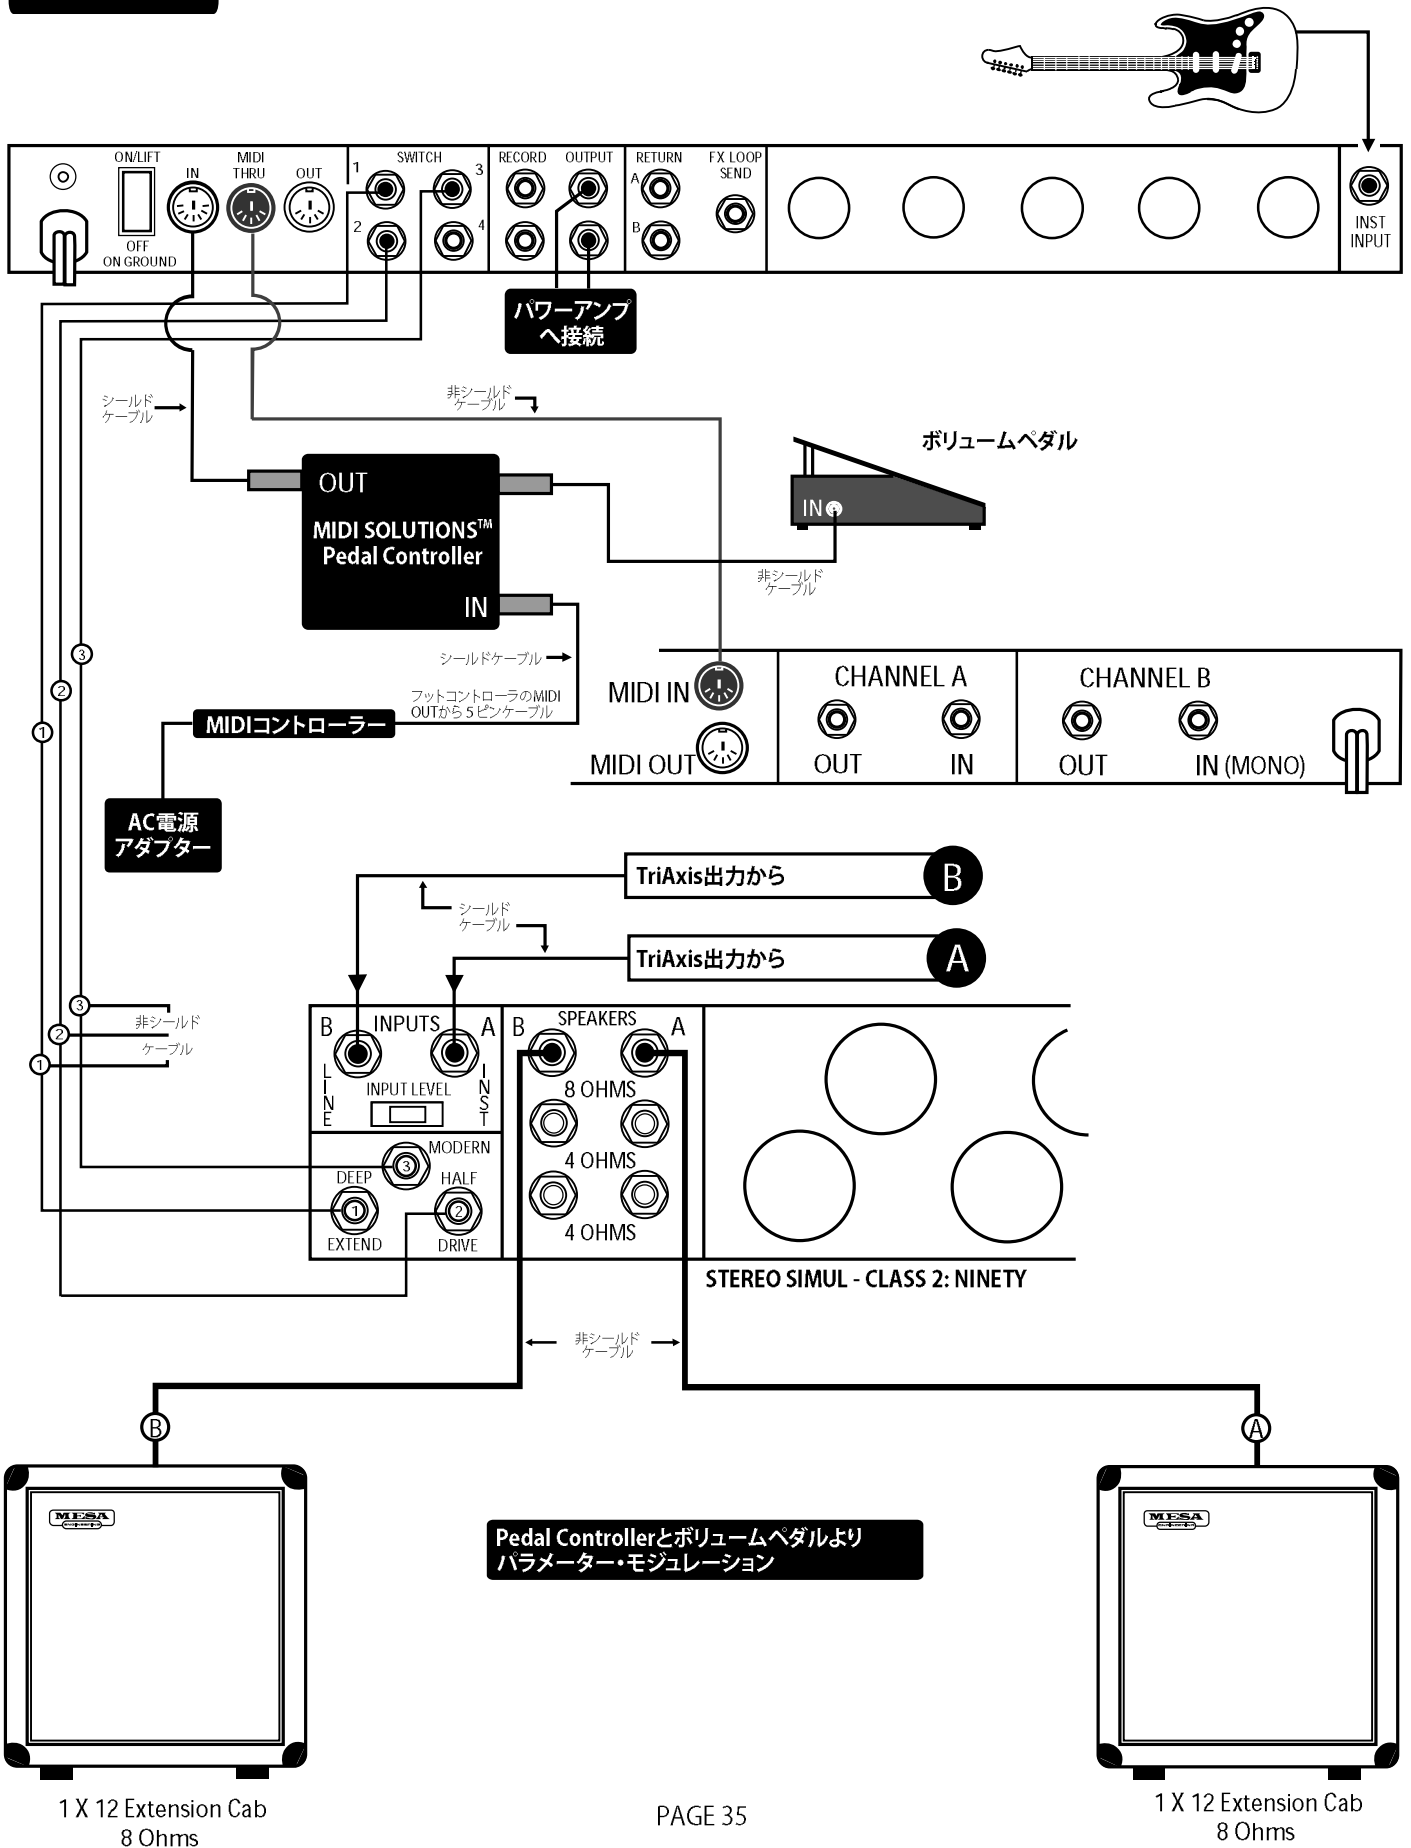 ON/LIFT
OFF
ON GROUND
IN
MIDI
THRU
OUT
1
SWITCH
3
2
4
RECORD
OUTPUT
RETURN
A
B
FX LOOP
SEND
INST
INPUT
パワーアンプ
へ接続
シールド
ケーブル
非シールド
ケーブル
ボリュームペダル
IN
OUT
MIDI SOLUTIONS™
Pedal Controller
IN
非シールド
ケーブル
3
2
1
シールドケーブル
フットコントローラのMIDI
OUTから 5 ピンケーブル
MIDIコントローラー
AC電源
アダプター
MIDI IN
MIDI OUT
CHANNEL A
OUT
IN
CHANNEL B
OUT
IN (MONO)
TriAxis出力から
B
シールド
ケーブル
TriAxis出力から
A
3
2
1
非シールド
ケーブル
B
INPUTS
A
LINE
INPUT LEVEL
INST
MODERN
3
DEEP
1
EXTEND
HALF
2
DRIVE
B
SPEAKERS
A
8 OHMS
4 OHMS
4 OHMS
STEREO SIMUL - CLASS 2: NINETY
非シールド
ケーブル
B
A
MESA
MESA
Pedal Controllerとボリュームペダルより
パラメーター・モジュレーション
1 X 12 Extension Cab
8 Ohms
PAGE 35
1 X 12 Extension Cab
8 Ohms